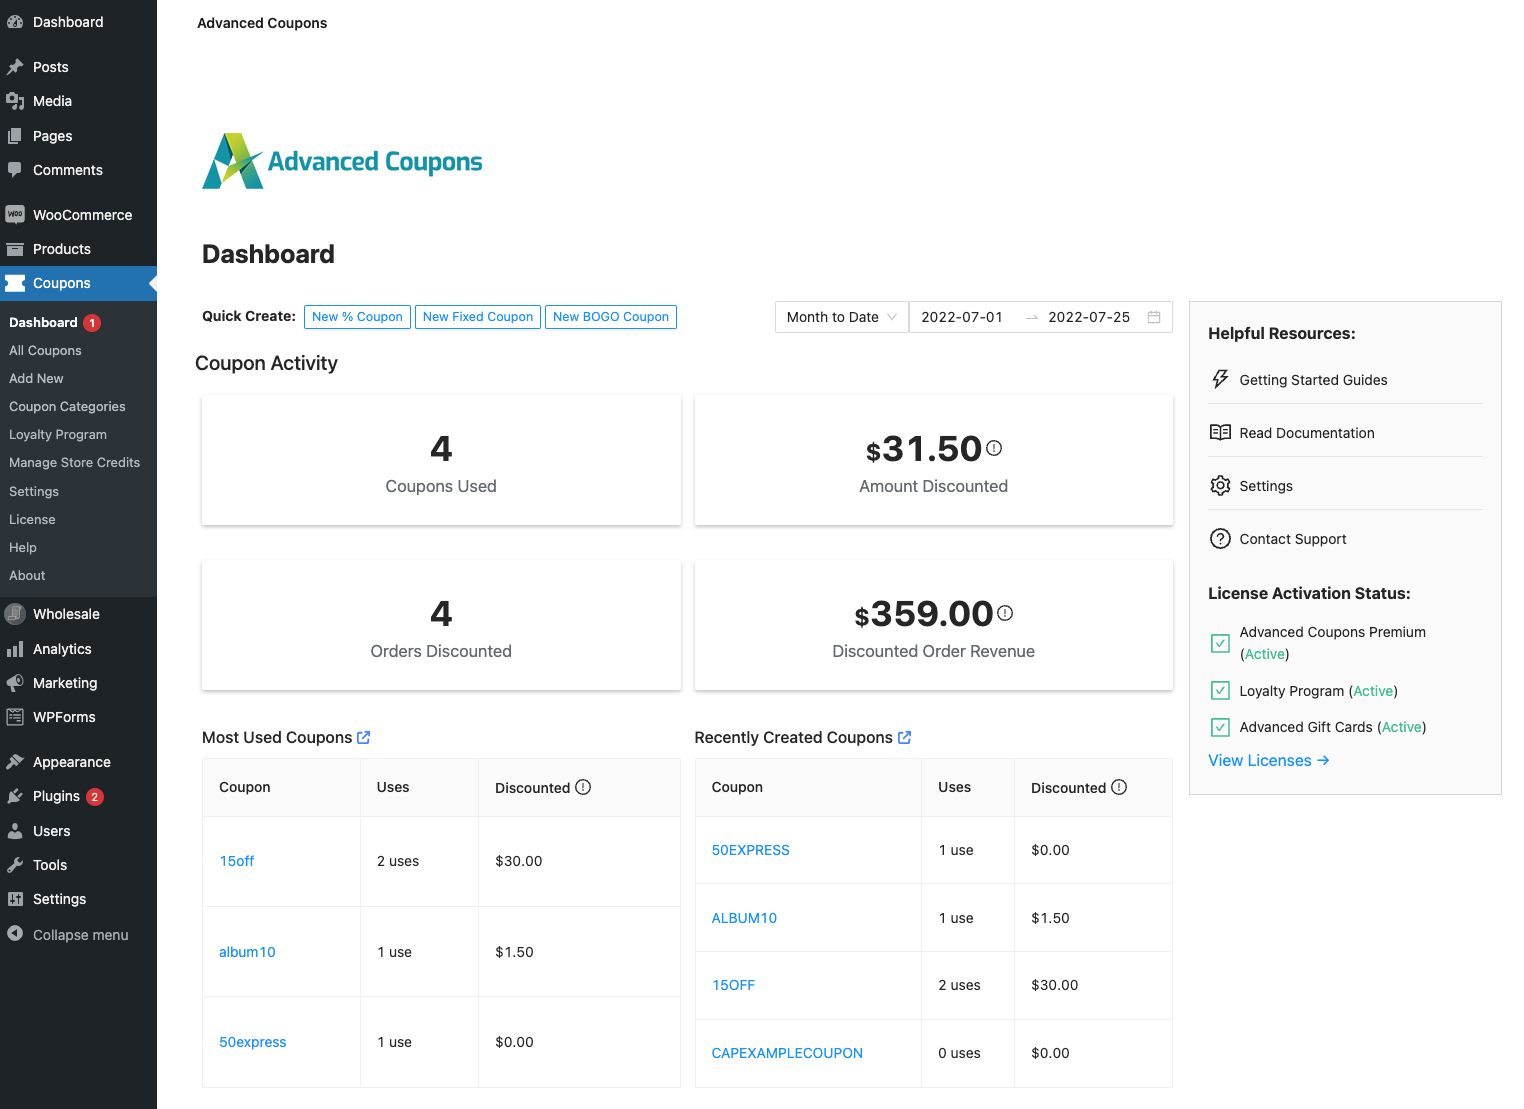 Dashboard
Posts
Media
Pages
Comments
Woo
WooCommerce
Products
Coupons
Dashboard 1
All Coupons
Add New
Coupon Categories
Loyalty Program
Manage Store Credits
Settings
License
Help
About
Wholesale
Analytics
Marketing
WPForms
Appearance
Plugins 2
Users
Tools
Settings
Collapse menu
Advanced Coupons
Advanced Coupons
Dashboard
Quick Create: New % Coupon New Fixed Coupon New BOGO Coupon
Month to Date 2022-07-01 → 2022-07-25
Coupon Activity
4
Coupons Used
$31.50
Amount Discounted
4
Orders Discounted
$359.00
Discounted Order Revenue
Most Used Coupons
Coupon Uses Discounted
15off 2 uses $30.00
album10 1 use $1.50
50express 1 use $0.00
Recently Created Coupons
Coupon Uses Discounted
50EXPRESS 1 use $0.00
ALBUM10 1 use $1.50
15OFF 2 uses $30.00
CAPEXAMPLECOUPON 0 uses $0.00
Helpful Resources:
Getting Started Guides
Read Documentation
Settings
Contact Support
License Activation Status:
Advanced Coupons Premium
(Active)
Loyalty Program (Active)
Advanced Gift Cards (Active)
View Licenses →